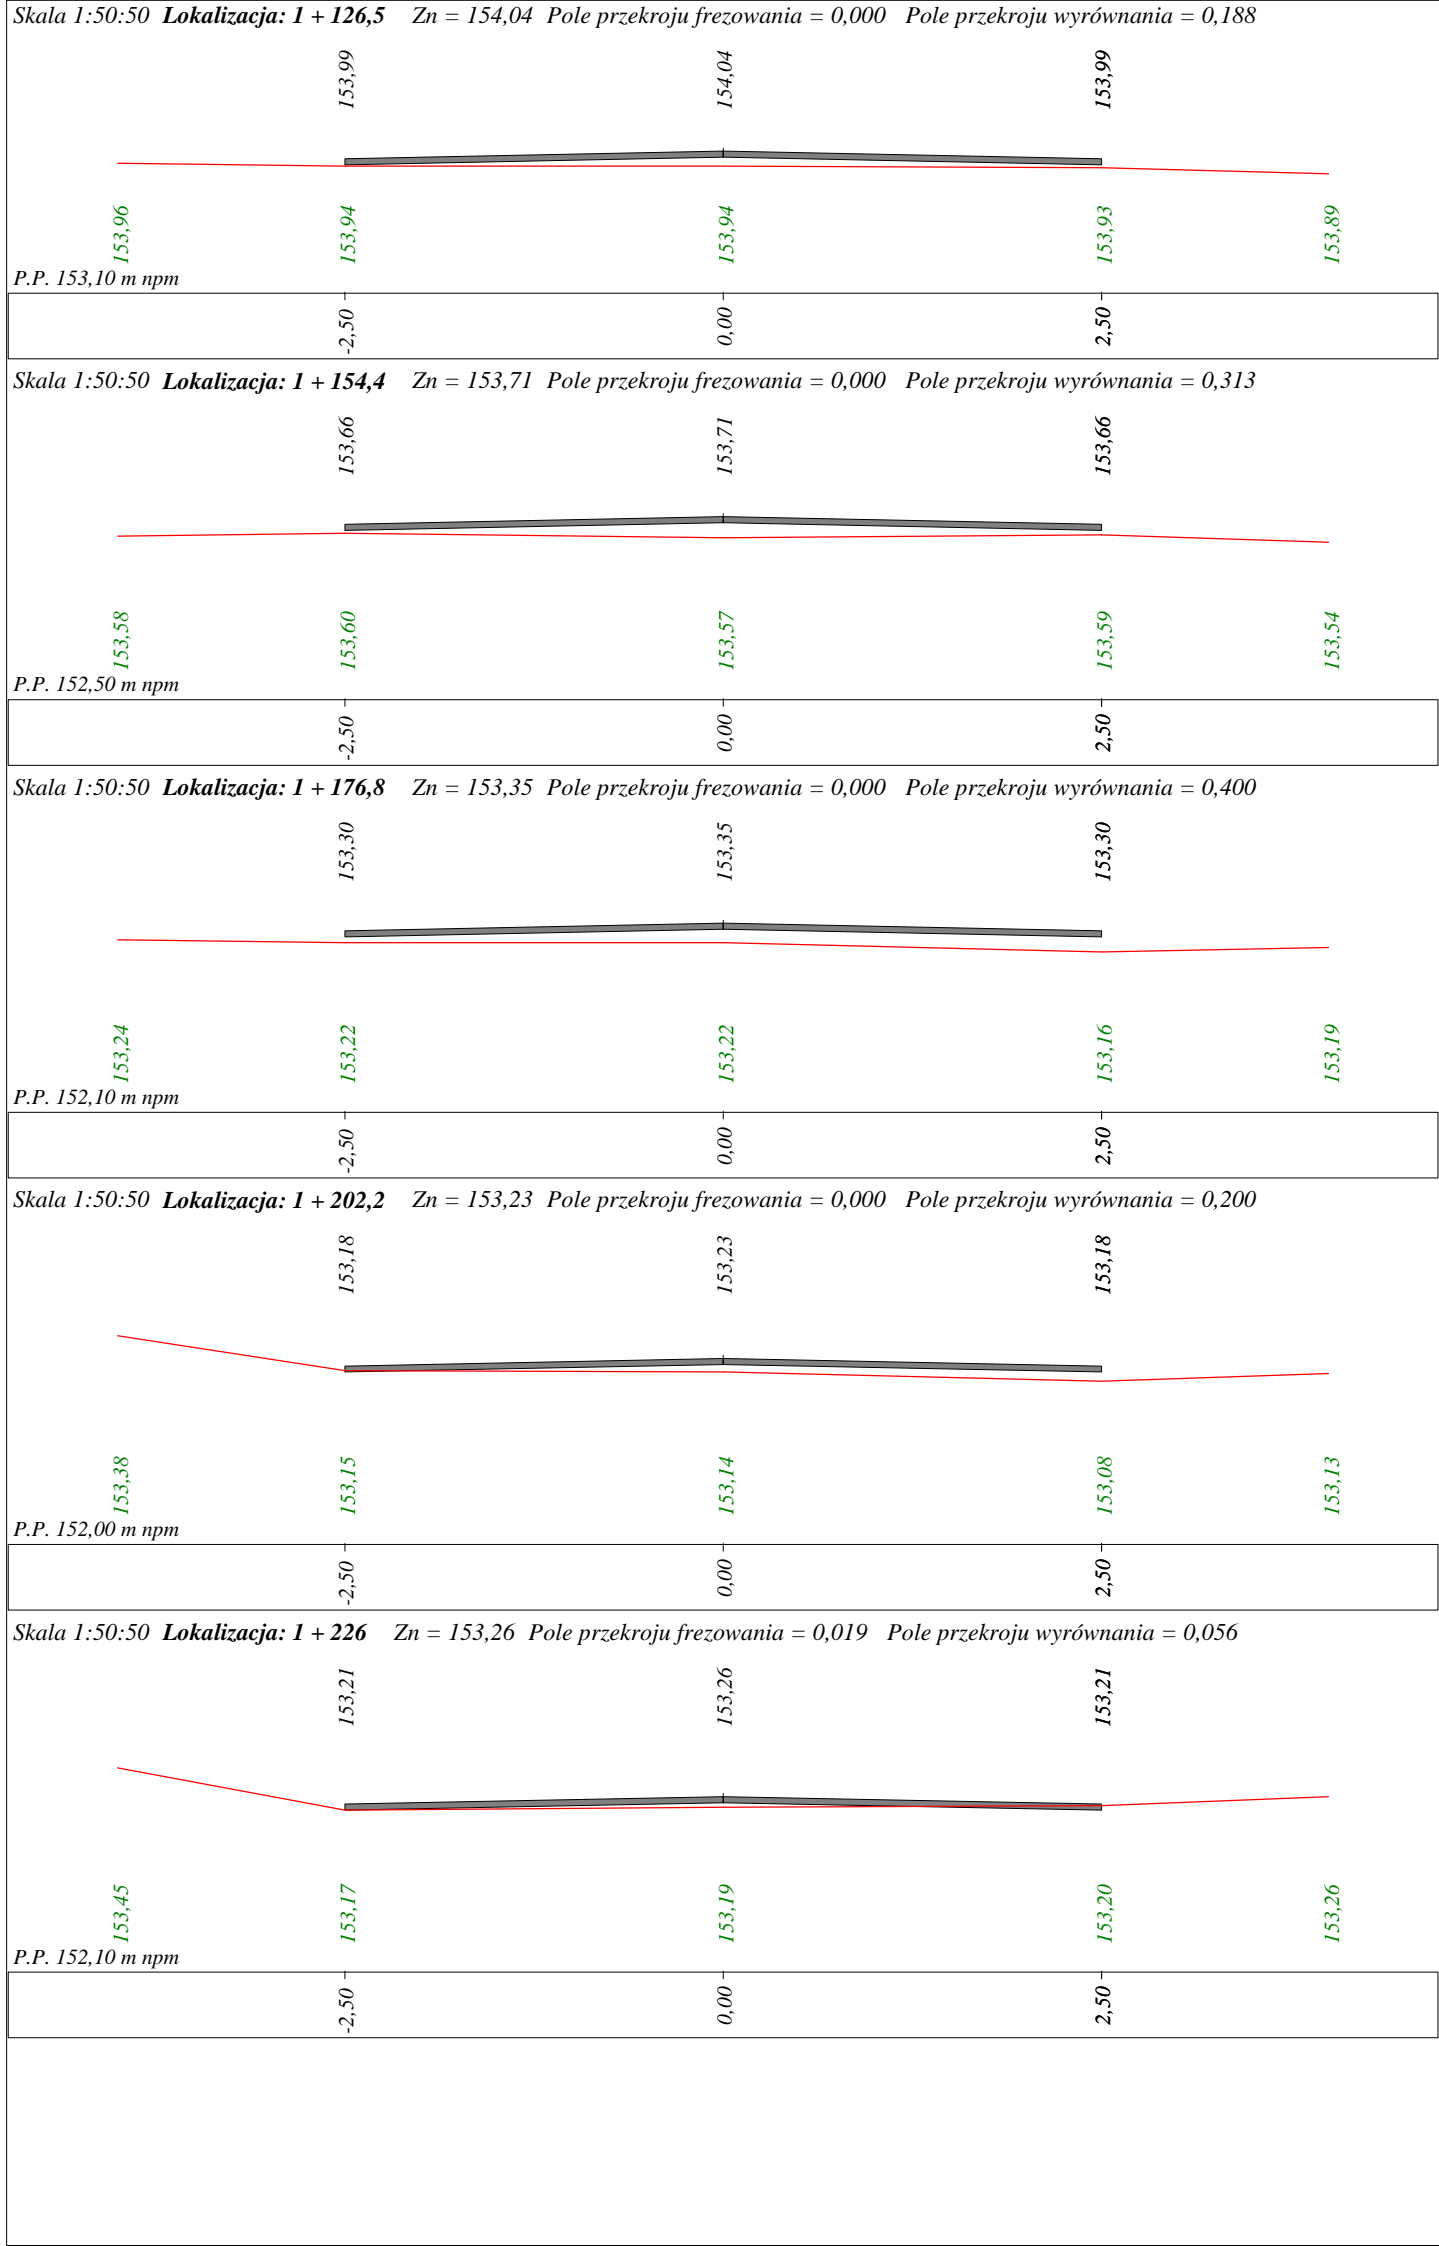 Skala 1:50:50 Lokalizacja: 1 + 126,5 Zn = 154,04 Pole przekroju frezowania = 0,000 Pole przekroju wyrównania = 0,188
153,99 154,04 153,99
153,96 153,94 153,94 153,93 153,89
P.P. 153,10 m npm
-2,50 0,00 2,50
Skala 1:50:50 Lokalizacja: 1 + 154,4 Zn = 153,71 Pole przekroju frezowania = 0,000 Pole przekroju wyrównania = 0,313
153,66 153,71 153,66
153,58 153,60 153,57 153,59 153,54
P.P. 152,50 m npm
-2,50 0,00 2,50
Skala 1:50:50 Lokalizacja: 1 + 176,8 Zn = 153,35 Pole przekroju frezowania = 0,000 Pole przekroju wyrównania = 0,400
153,30 153,35 153,30
153,24 153,22 153,22 153,16 153,19
P.P. 152,10 m npm
-2,50 0,00 2,50
Skala 1:50:50 Lokalizacja: 1 + 202,2 Zn = 153,23 Pole przekroju frezowania = 0,000 Pole przekroju wyrównania = 0,200
153,18 153,23 153,18
153,38 153,15 153,14 153,08 153,13
P.P. 152,00 m npm
-2,50 0,00 2,50
Skala 1:50:50 Lokalizacja: 1 + 226 Zn = 153,26 Pole przekroju frezowania = 0,019 Pole przekroju wyrównania = 0,056
153,21 153,26 153,21
153,45 153,17 153,19 153,20 153,26
P.P. 152,10 m npm
-2,50 0,00 2,50